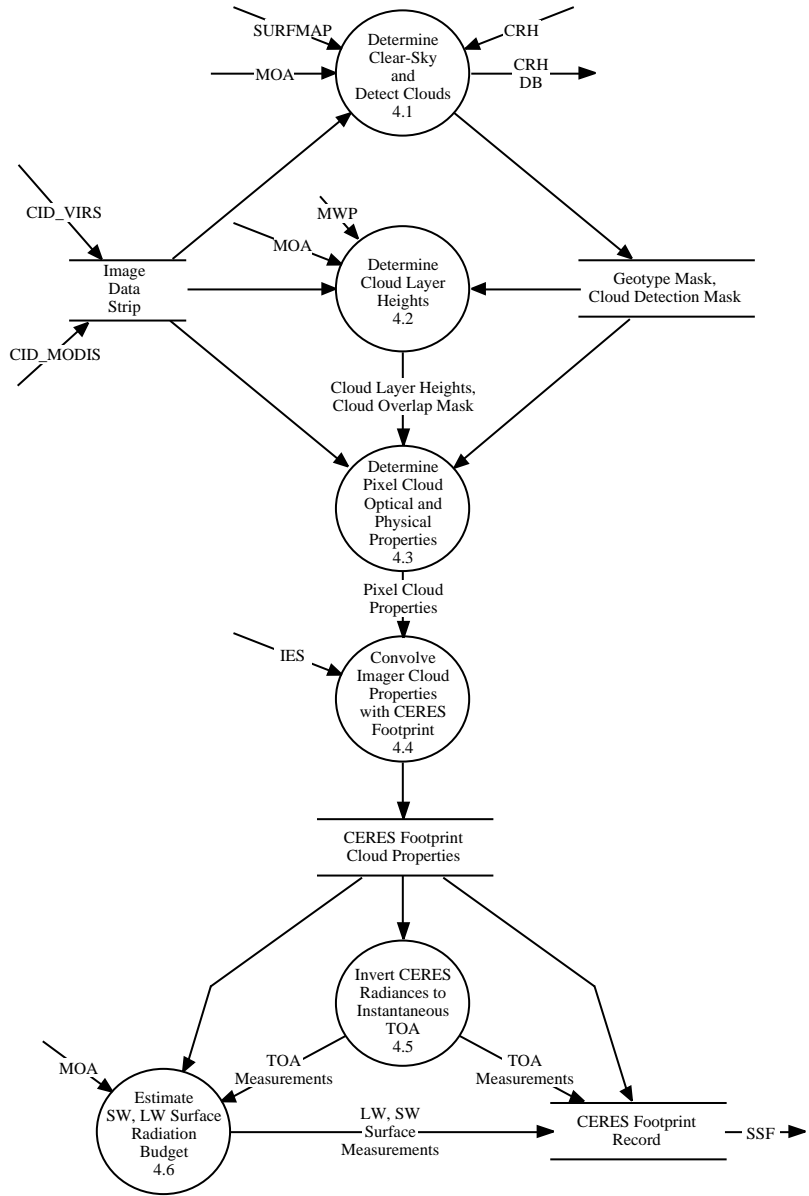 SURFMAP
CRH
Determine
Clear-Sky
and
Detect Clouds
4.1
MOA
CRH
DB
CID_VIRS
MWP
MOA
Image
Data
Strip
Determine
Cloud Layer
Heights
4.2
Geotype Mask,
Cloud Detection Mask
CID_MODIS
Cloud Layer Heights,
Cloud Overlap Mask
Determine
Pixel Cloud
Optical and
Physical
Properties
4.3
Pixel Cloud
Properties
IES
Convolve
Imager Cloud
Properties
with CERES
Footprint
4.4
CERES Footprint
Cloud Properties
Invert CERES
Radiances to
Instantaneous
TOA
4.5
MOA
TOA
Measurements
TOA
Measurements
Estimate
SW, LW Surface
Radiation
Budget
4.6
LW, SW
Surface
Measurements
CERES Footprint
Record
SSF